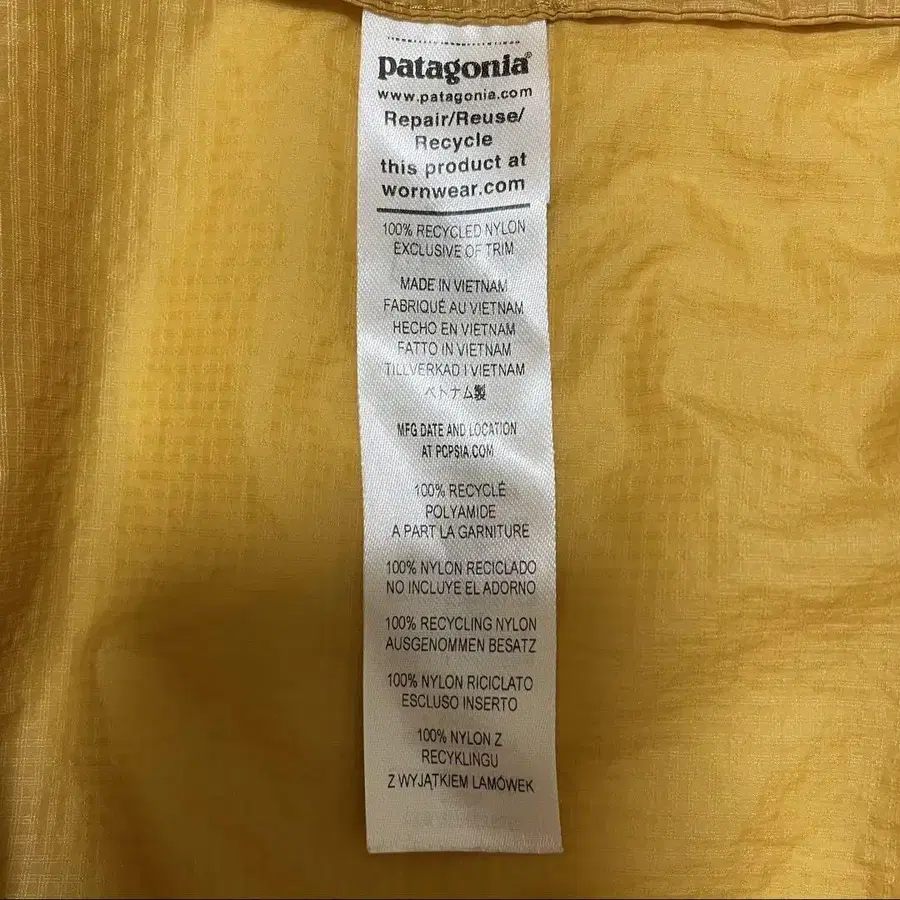 patagonia®
www.patagonia.com
Repair/Reuse/
Recycle
this product at
wornwear.com
100% RECYCLED NYLON
EXCLUSIVE OF TRIM
MADE IN VIETNAM
FABRIQUÉ AU VIETNAM
HECHO EN VIETNAM
FATTO IN VIETNAM
TILLVERKAD I VIETNAM
ベトナム製
MFG DATE AND LOCATION
AT PCPSIA.COM
100% RECYCLÉ
POLYAMIDE
A PART LA GARNITURE
100% NYLON RECICLADO
NO INCLUYE EL ADORNO
100% RECYCLING NYLON
AUSGENOMMEN BESATZ
100% NYLON RICICLATO
ESCLUSO INSERTO
100% NYLON Z
RECYKLINGU
Z WYJĄTKIEM LAMÓWEK